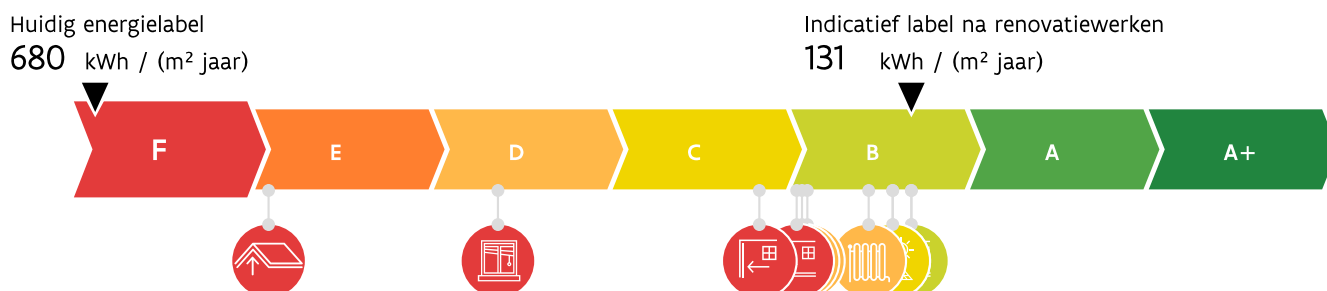 Huidig energielabel
680 kWh / (m² jaar)
Indicatief label na renovatiewerken
131 kWh / (m² jaar)
F E D C B A A+